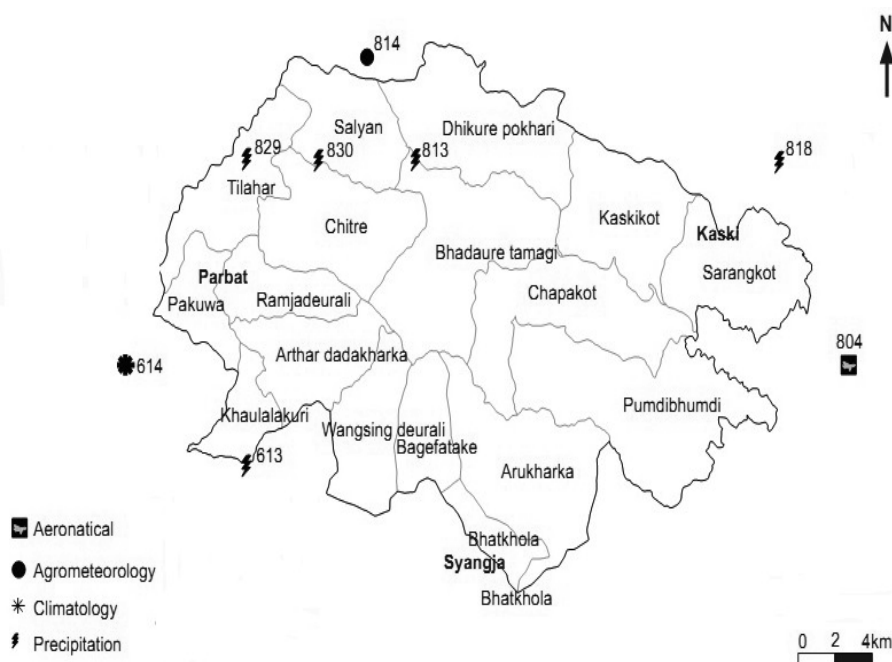 N
814
Salyan
Dhikure pokhari
829
830
813
818
Tilahar
Chitre
Kaskikot
Kaski
Bhadaure tamagi
Sarangkot
Parbat
Pakuwa
Ramjadeurali
Chapakot
804
Arthar dadakharka
614
Khaulalakuri
Wangsing deurali
Pumdibhumdi
Bagefatake
613
Arukharka
Bhatkhola
Syangja
Bhatkhola
Aeronatical
Agrometeorology
Climatology
Precipitation
0 2 4km